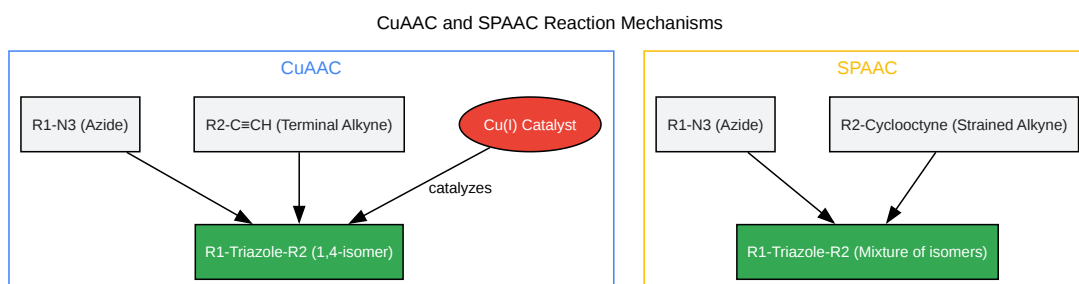 CuAAC and SPAAC Reaction Mechanisms
CuAAC
R1-N3 (Azide)
R2-C≡CH (Terminal Alkyne)
Cu(I) Catalyst
catalyzes
R1-Triazole-R2 (1,4-isomer)
SPAAC
R1-N3 (Azide)
R2-Cyclooctyne (Strained Alkyne)
R1-Triazole-R2 (Mixture of isomers)